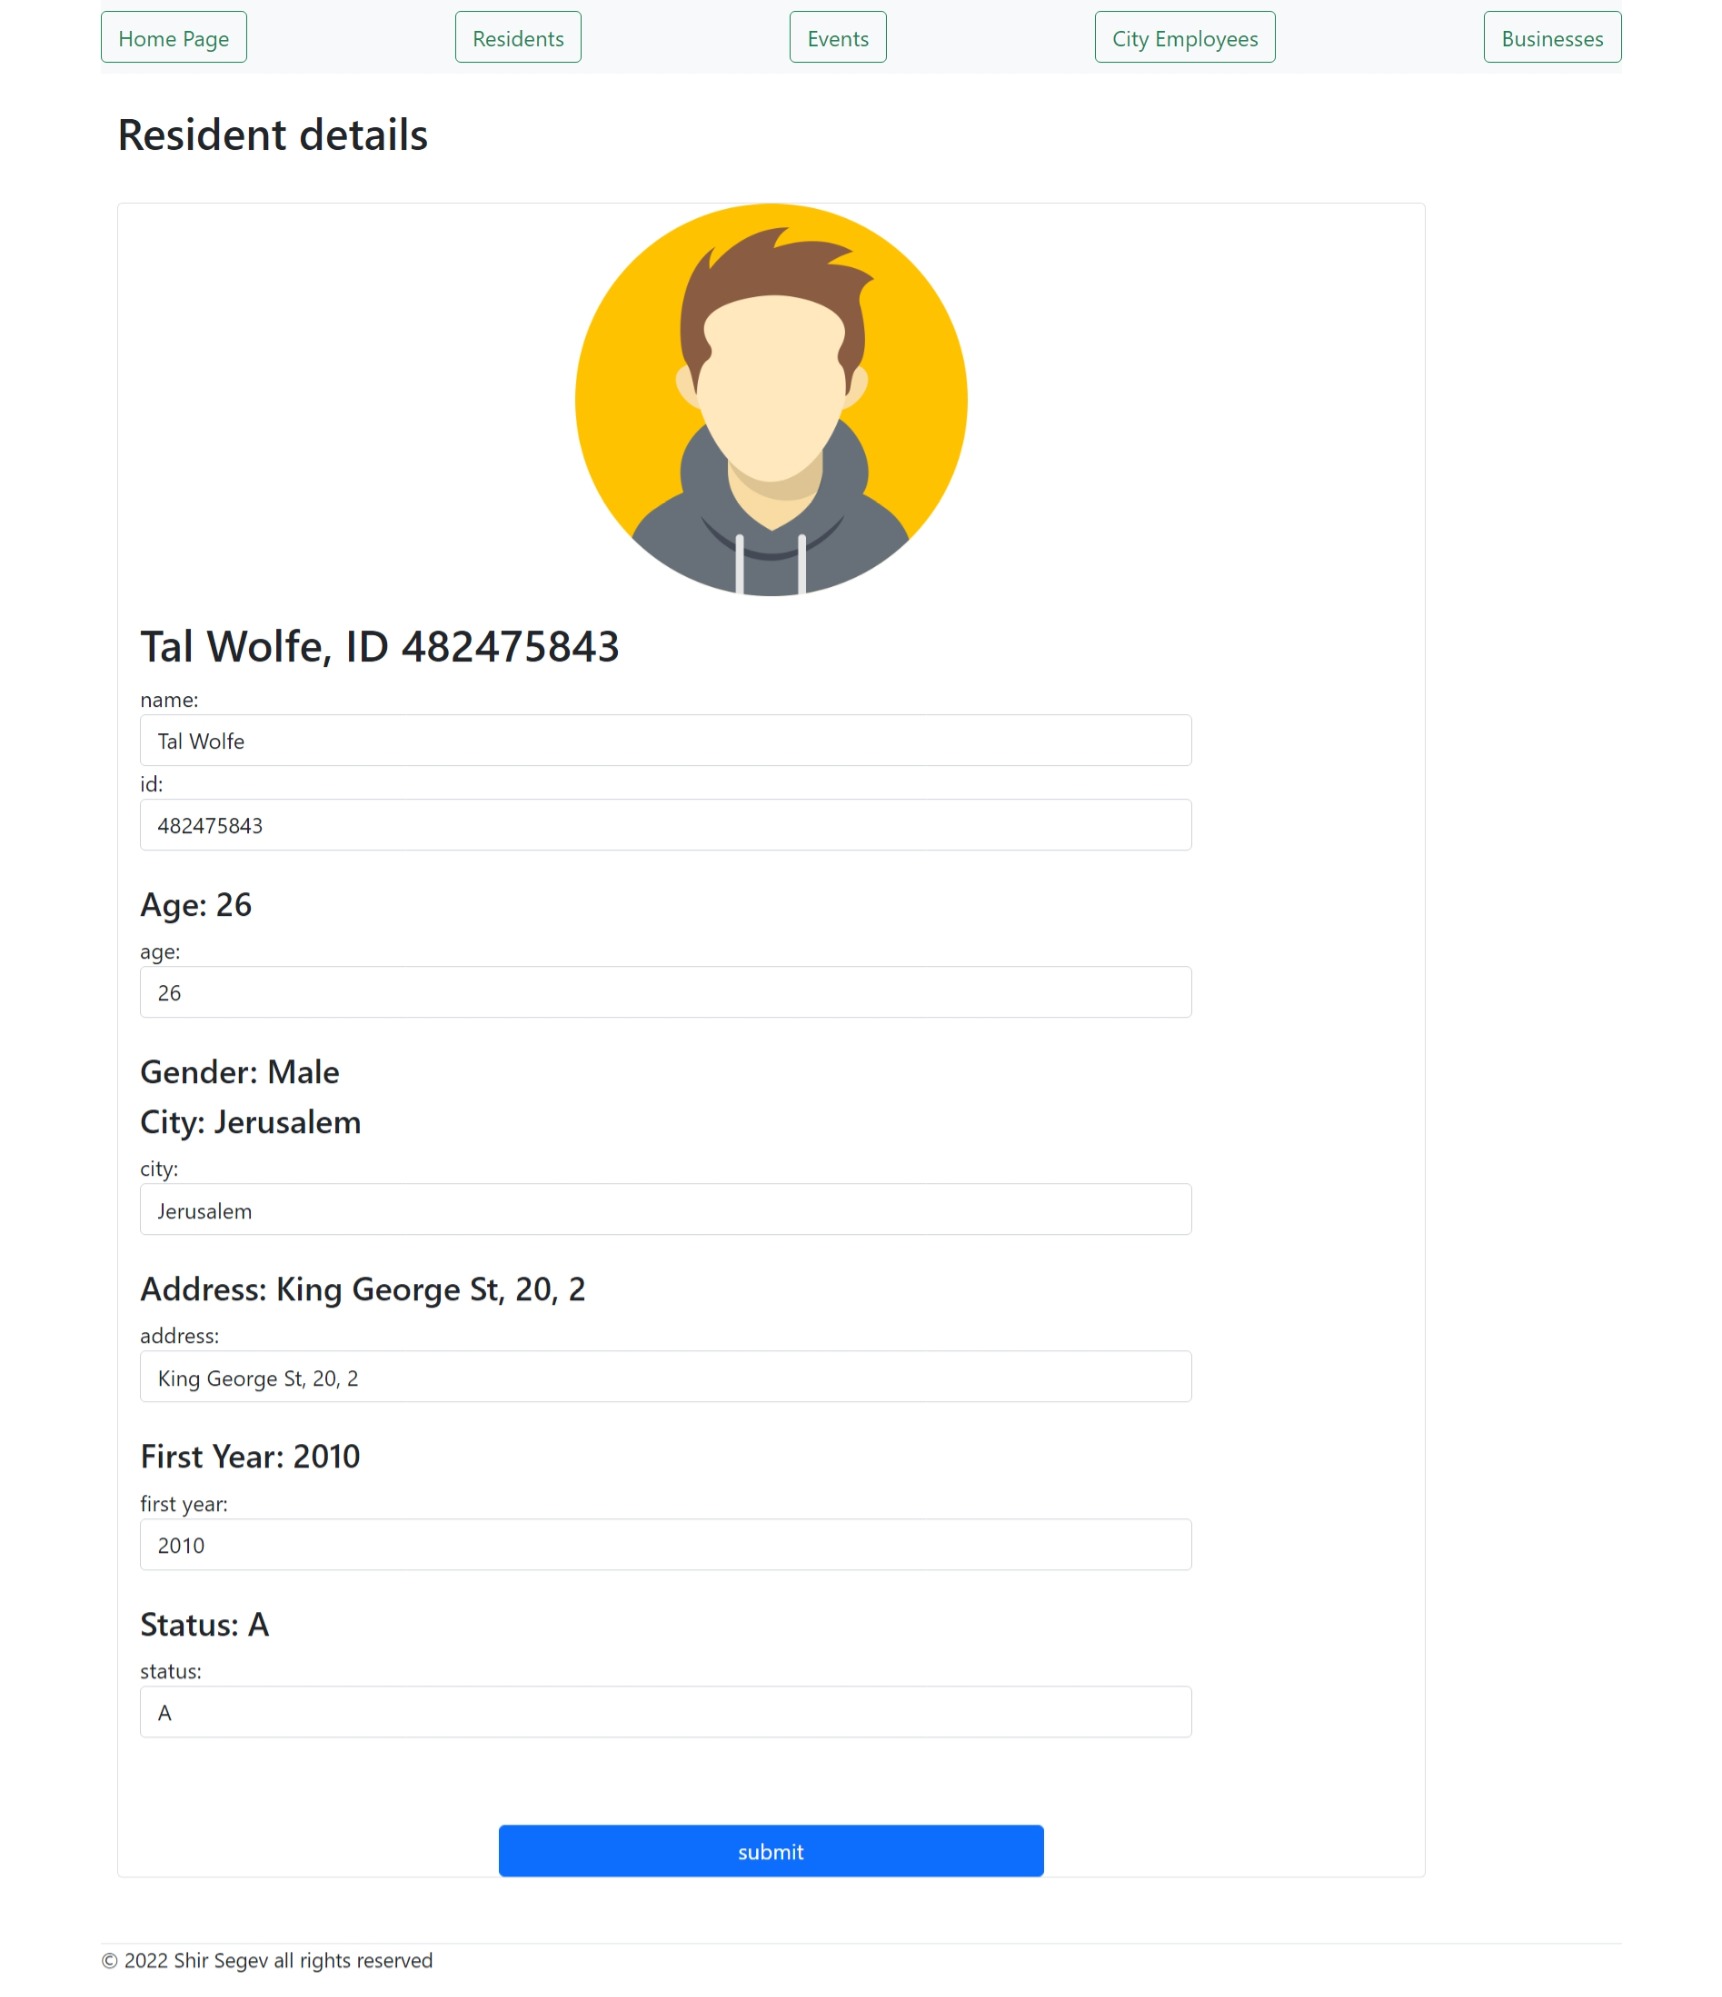 Home Page Residents Events City Employees Businesses
Resident details
Tal Wolfe, ID 482475843
name:
Tal Wolfe
id:
482475843
Age: 26
age:
26
Gender: Male
City: Jerusalem
city:
Jerusalem
Address: King George St, 20, 2
address:
King George St, 20, 2
First Year: 2010
first year:
2010
Status: A
status:
A
submit
© 2022 Shir Segev all rights reserved